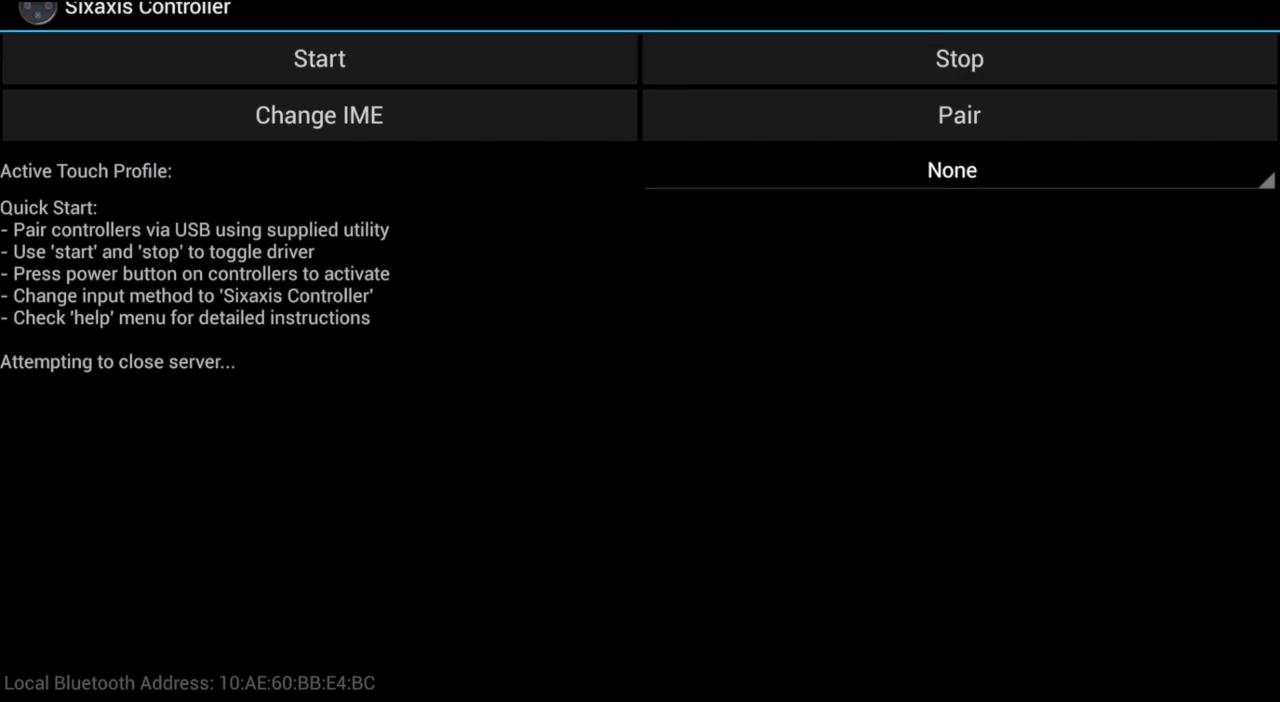 Sixaxis Controller
Start
Stop
Change IME
Pair
Active Touch Profile:
None
Quick Start:
- Pair controllers via USB using supplied utility
- Use 'start' and 'stop' to toggle driver
- Press power button on controllers to activate
- Change input method to 'Sixaxis Controller'
- Check 'help' menu for detailed instructions
Attempting to close server...
Local Bluetooth Address: 10:AE:60:BB:E4:BC